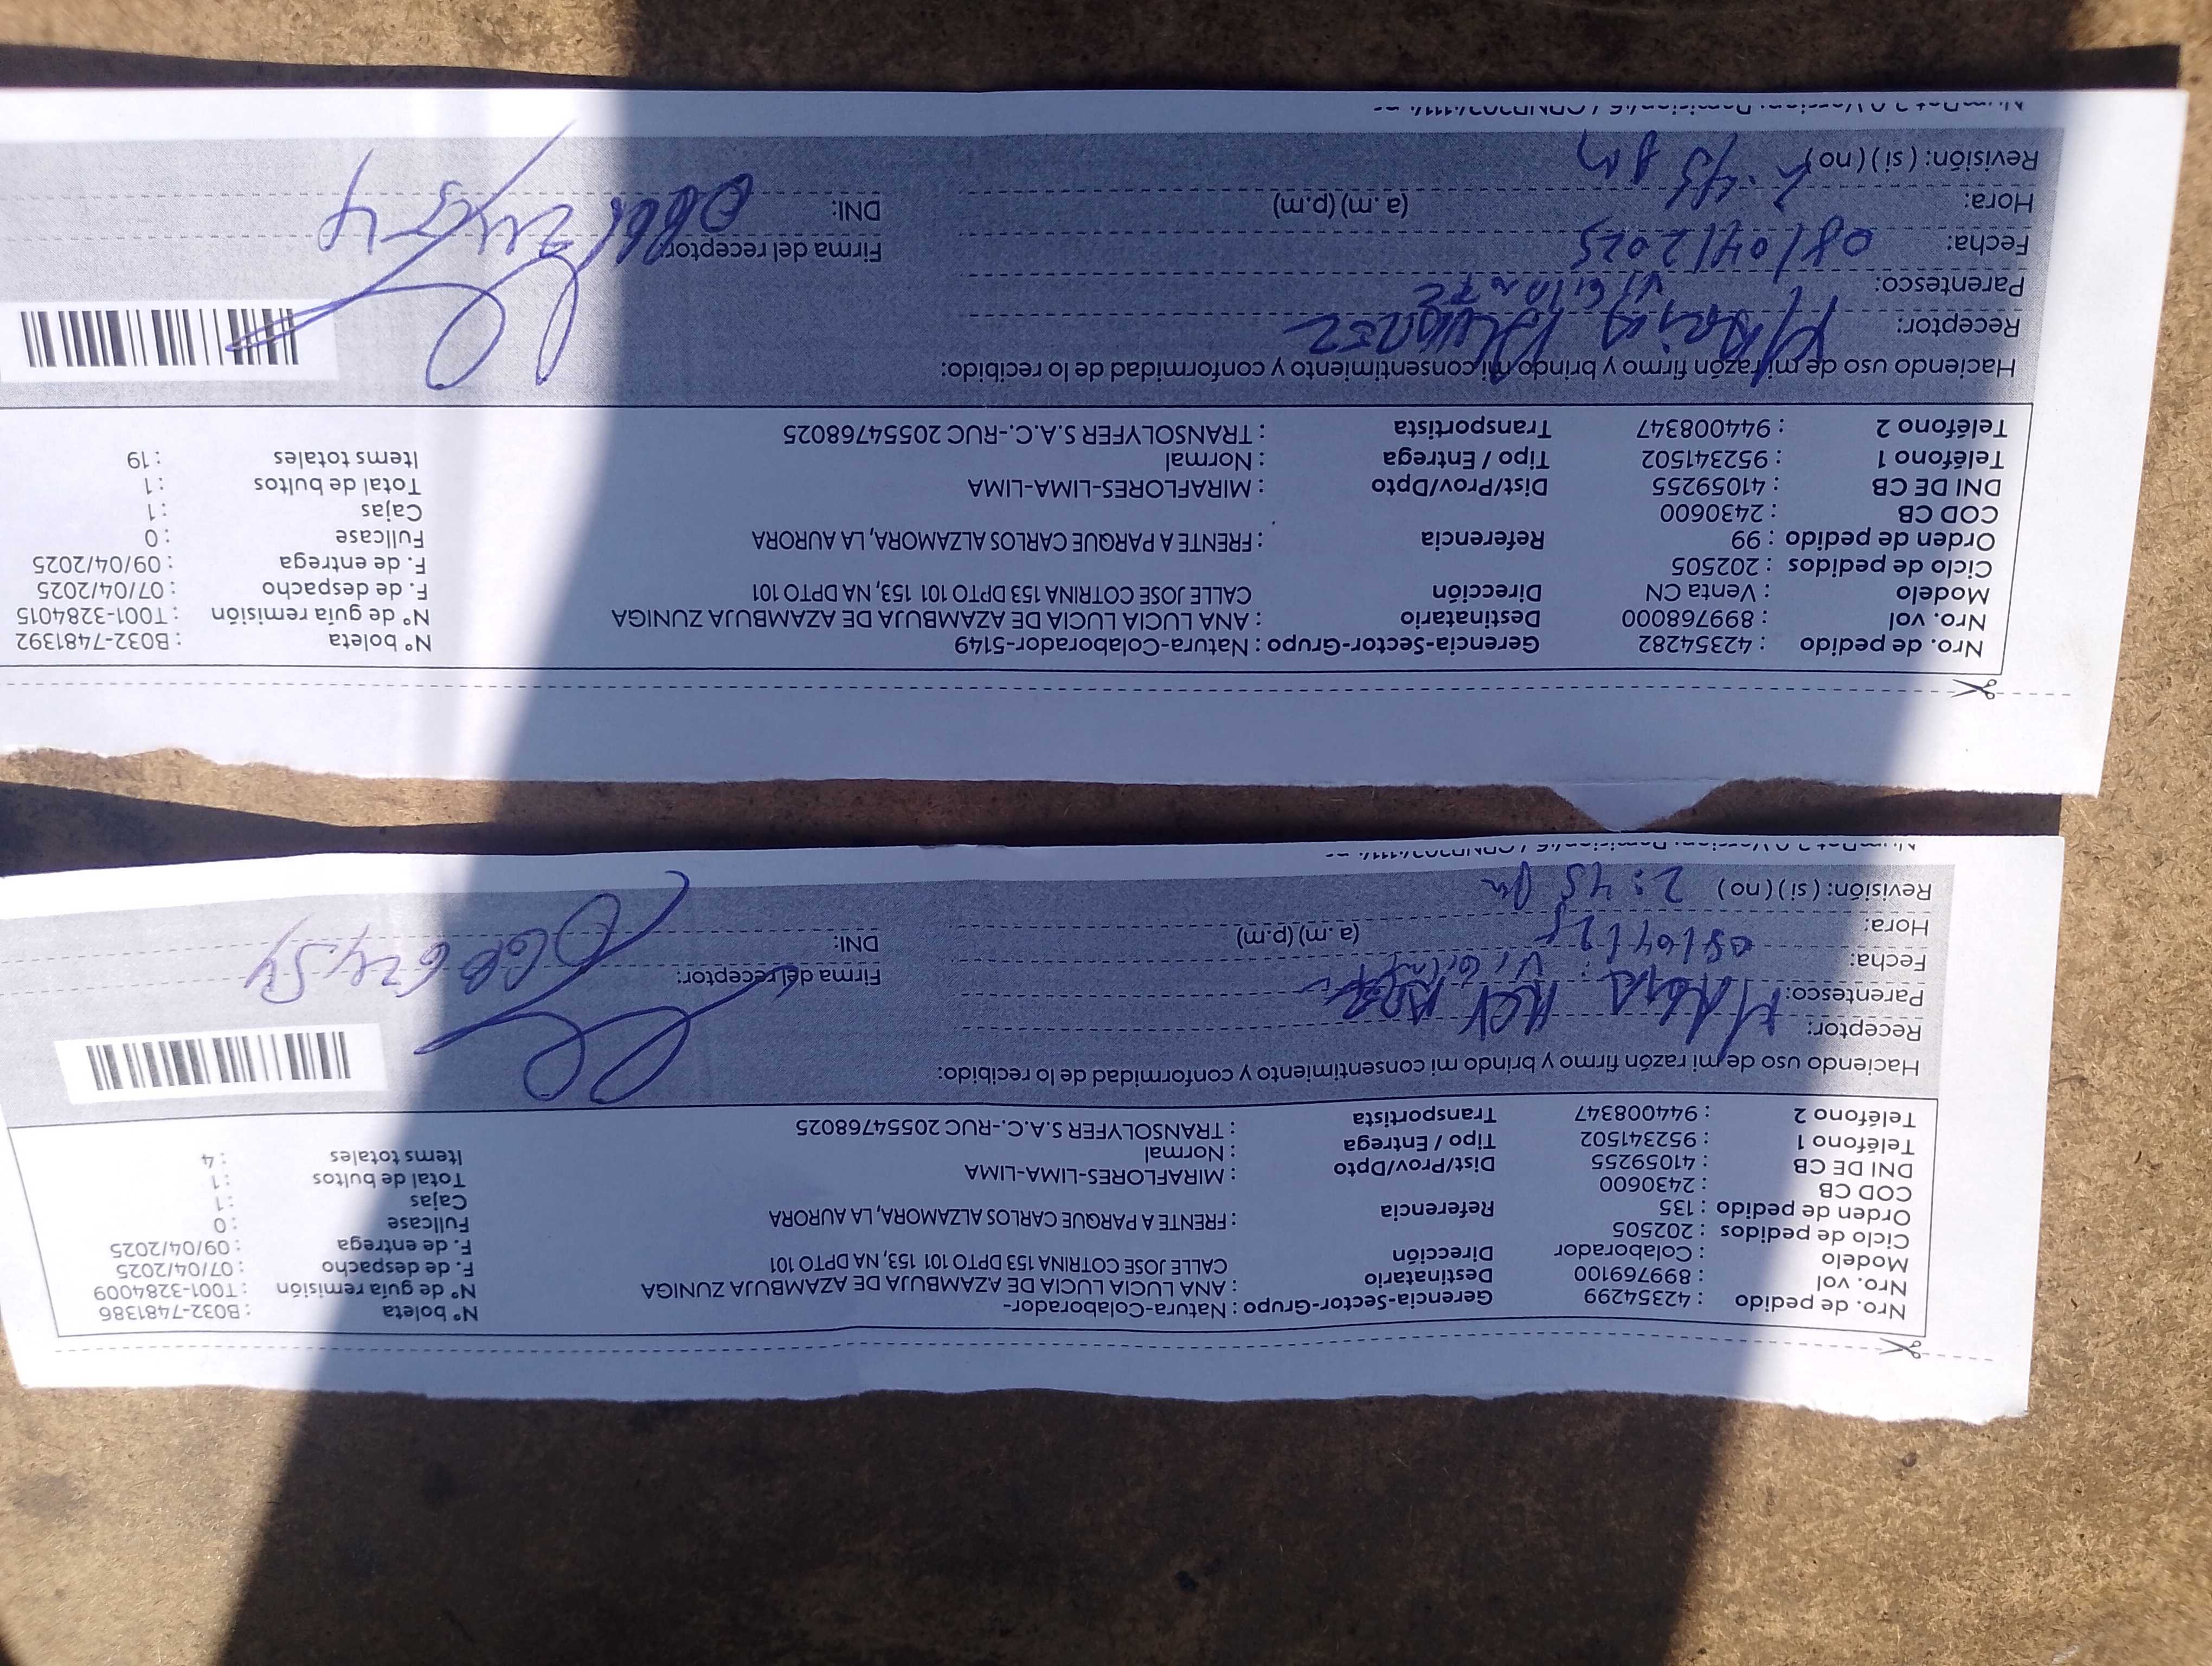 Nro. de pedido : 42354299 Gerencia-Sector-Grupo : Natura-Colaborador- N° boleta : B032-7481386
Nro. vol : 899769100 Destinatario : ANA LUCIA LUCIA DE AZAMBUJA DE AZAMBUJA ZUNIGA N° de guía remisión : T001-3284009
Modelo : Colaborador Dirección CALLE JOSE COTRINA 153 DPTO 101 153, NA DPTO 101 F. de despacho : 07/04/2025
Ciclo de pedidos : 202505 F. de entrega : 09/04/2025
Orden de pedido : 135 Referencia : FRENTE A PARQUE CARLOS ALZAMORA, LA AURORA Fullcase : 0
COD CB : 2430600 Cajas : 1
DNI DE CB : 41059255 Dist/Prov/Dpto : MIRAFLORES-LIMA-LIMA Total de bultos : 1
Teléfono 1 : 952341502 Tipo / Entrega : Normal Items totales : 4
Teléfono 2 : 944008347 Transportista : TRANSOLYFER S.A.C.-RUC 20554768025
Haciendo uso de mi razón firmo y brindo mi consentimiento y conformidad de lo recibido:
Receptor:
Parentesco: Firma del receptor:
Fecha: 08/04/25 DNI:
Hora: (a.m) (p.m)
Revisión: ( si ) ( no ) 2:45 pm
Nro. de pedido : 42354282 Gerencia-Sector-Grupo : Natura-Colaborador-5149 N° boleta : B032-7481392
Nro. vol : 899768000 Destinatario : ANA LUCIA LUCIA DE AZAMBUJA DE AZAMBUJA ZUNIGA N° de guía remisión : T001-3284015
Modelo : Venta CN Dirección CALLE JOSE COTRINA 153 DPTO 101 153, NA DPTO 101 F. de despacho : 07/04/2025
Ciclo de pedidos : 202505 F. de entrega : 09/04/2025
Orden de pedido : 99 Referencia : FRENTE A PARQUE CARLOS ALZAMORA, LA AURORA Fullcase : 0
COD CB : 2430600 Cajas : 1
DNI DE CB : 41059255 Dist/Prov/Dpto : MIRAFLORES-LIMA-LIMA Total de bultos : 1
Teléfono 1 : 952341502 Tipo / Entrega : Normal Items totales : 19
Teléfono 2 : 944008347 Transportista : TRANSOLYFER S.A.C.-RUC 20554768025
Haciendo uso de mi razón firmo y brindo mi consentimiento y conformidad de lo recibido:
Receptor:
Parentesco: Vigilante Firma del receptor:
Fecha: 08/04/2025 DNI:
Hora: (a.m) (p.m)
Revisión: ( si ) ( no )